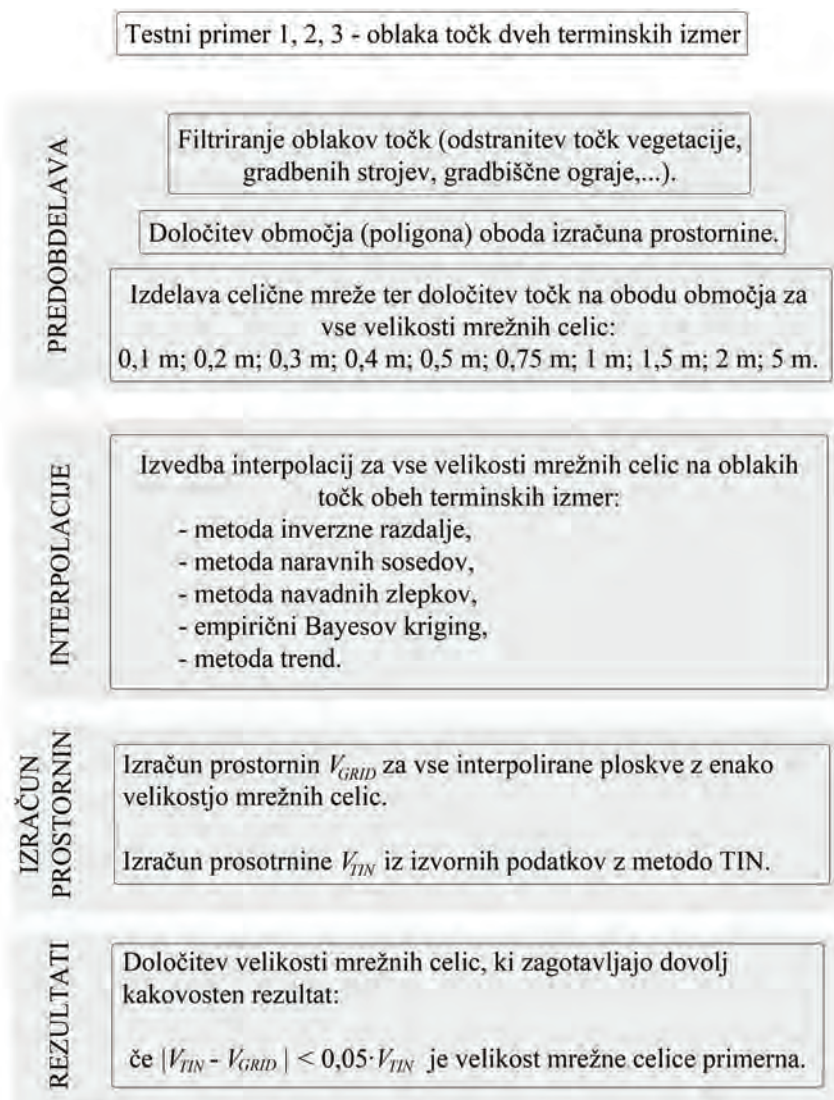 Testni primer 1, 2, 3 - oblaka točk dveh terminskih izmer
PREDOBDELAVA
Filtriranje oblakov točk (odstranitev točk vegetacije,
gradbenih strojev, gradbiščne ograje,...).
Določitev območja (poligona) oboda izračuna prostornine.
Izdelava celične mreže ter določitev točk na obodu območja za
vse velikosti mrežnih celic:
0,1 m; 0,2 m; 0,3 m; 0,4 m; 0,5 m; 0,75 m; 1 m; 1,5 m; 2 m; 5 m.
INTERPOLACIJE
Izvedba interpolacij za vse velikosti mrežnih celic na oblakih
točk obeh terminskih izmer:
- metoda inverzne razdalje,
- metoda naravnih sosedov,
- metoda navadnih zlepkov,
- empirični Bayesov kriging,
- metoda trend.
IZRAČUN
PROSTORNIN
Izračun prostornin V_GRID za vse interpolirane ploskve z enako
velikostjo mrežnih celic.
Izračun prosotrnine V_TIN iz izvornih podatkov z metodo TIN.
REZULTATI
Določitev velikosti mrežnih celic, ki zagotavljajo dovolj
kakovosten rezultat:
če |V_TIN - V_GRID | < 0,05·V_TIN je velikost mrežne celice primerna.